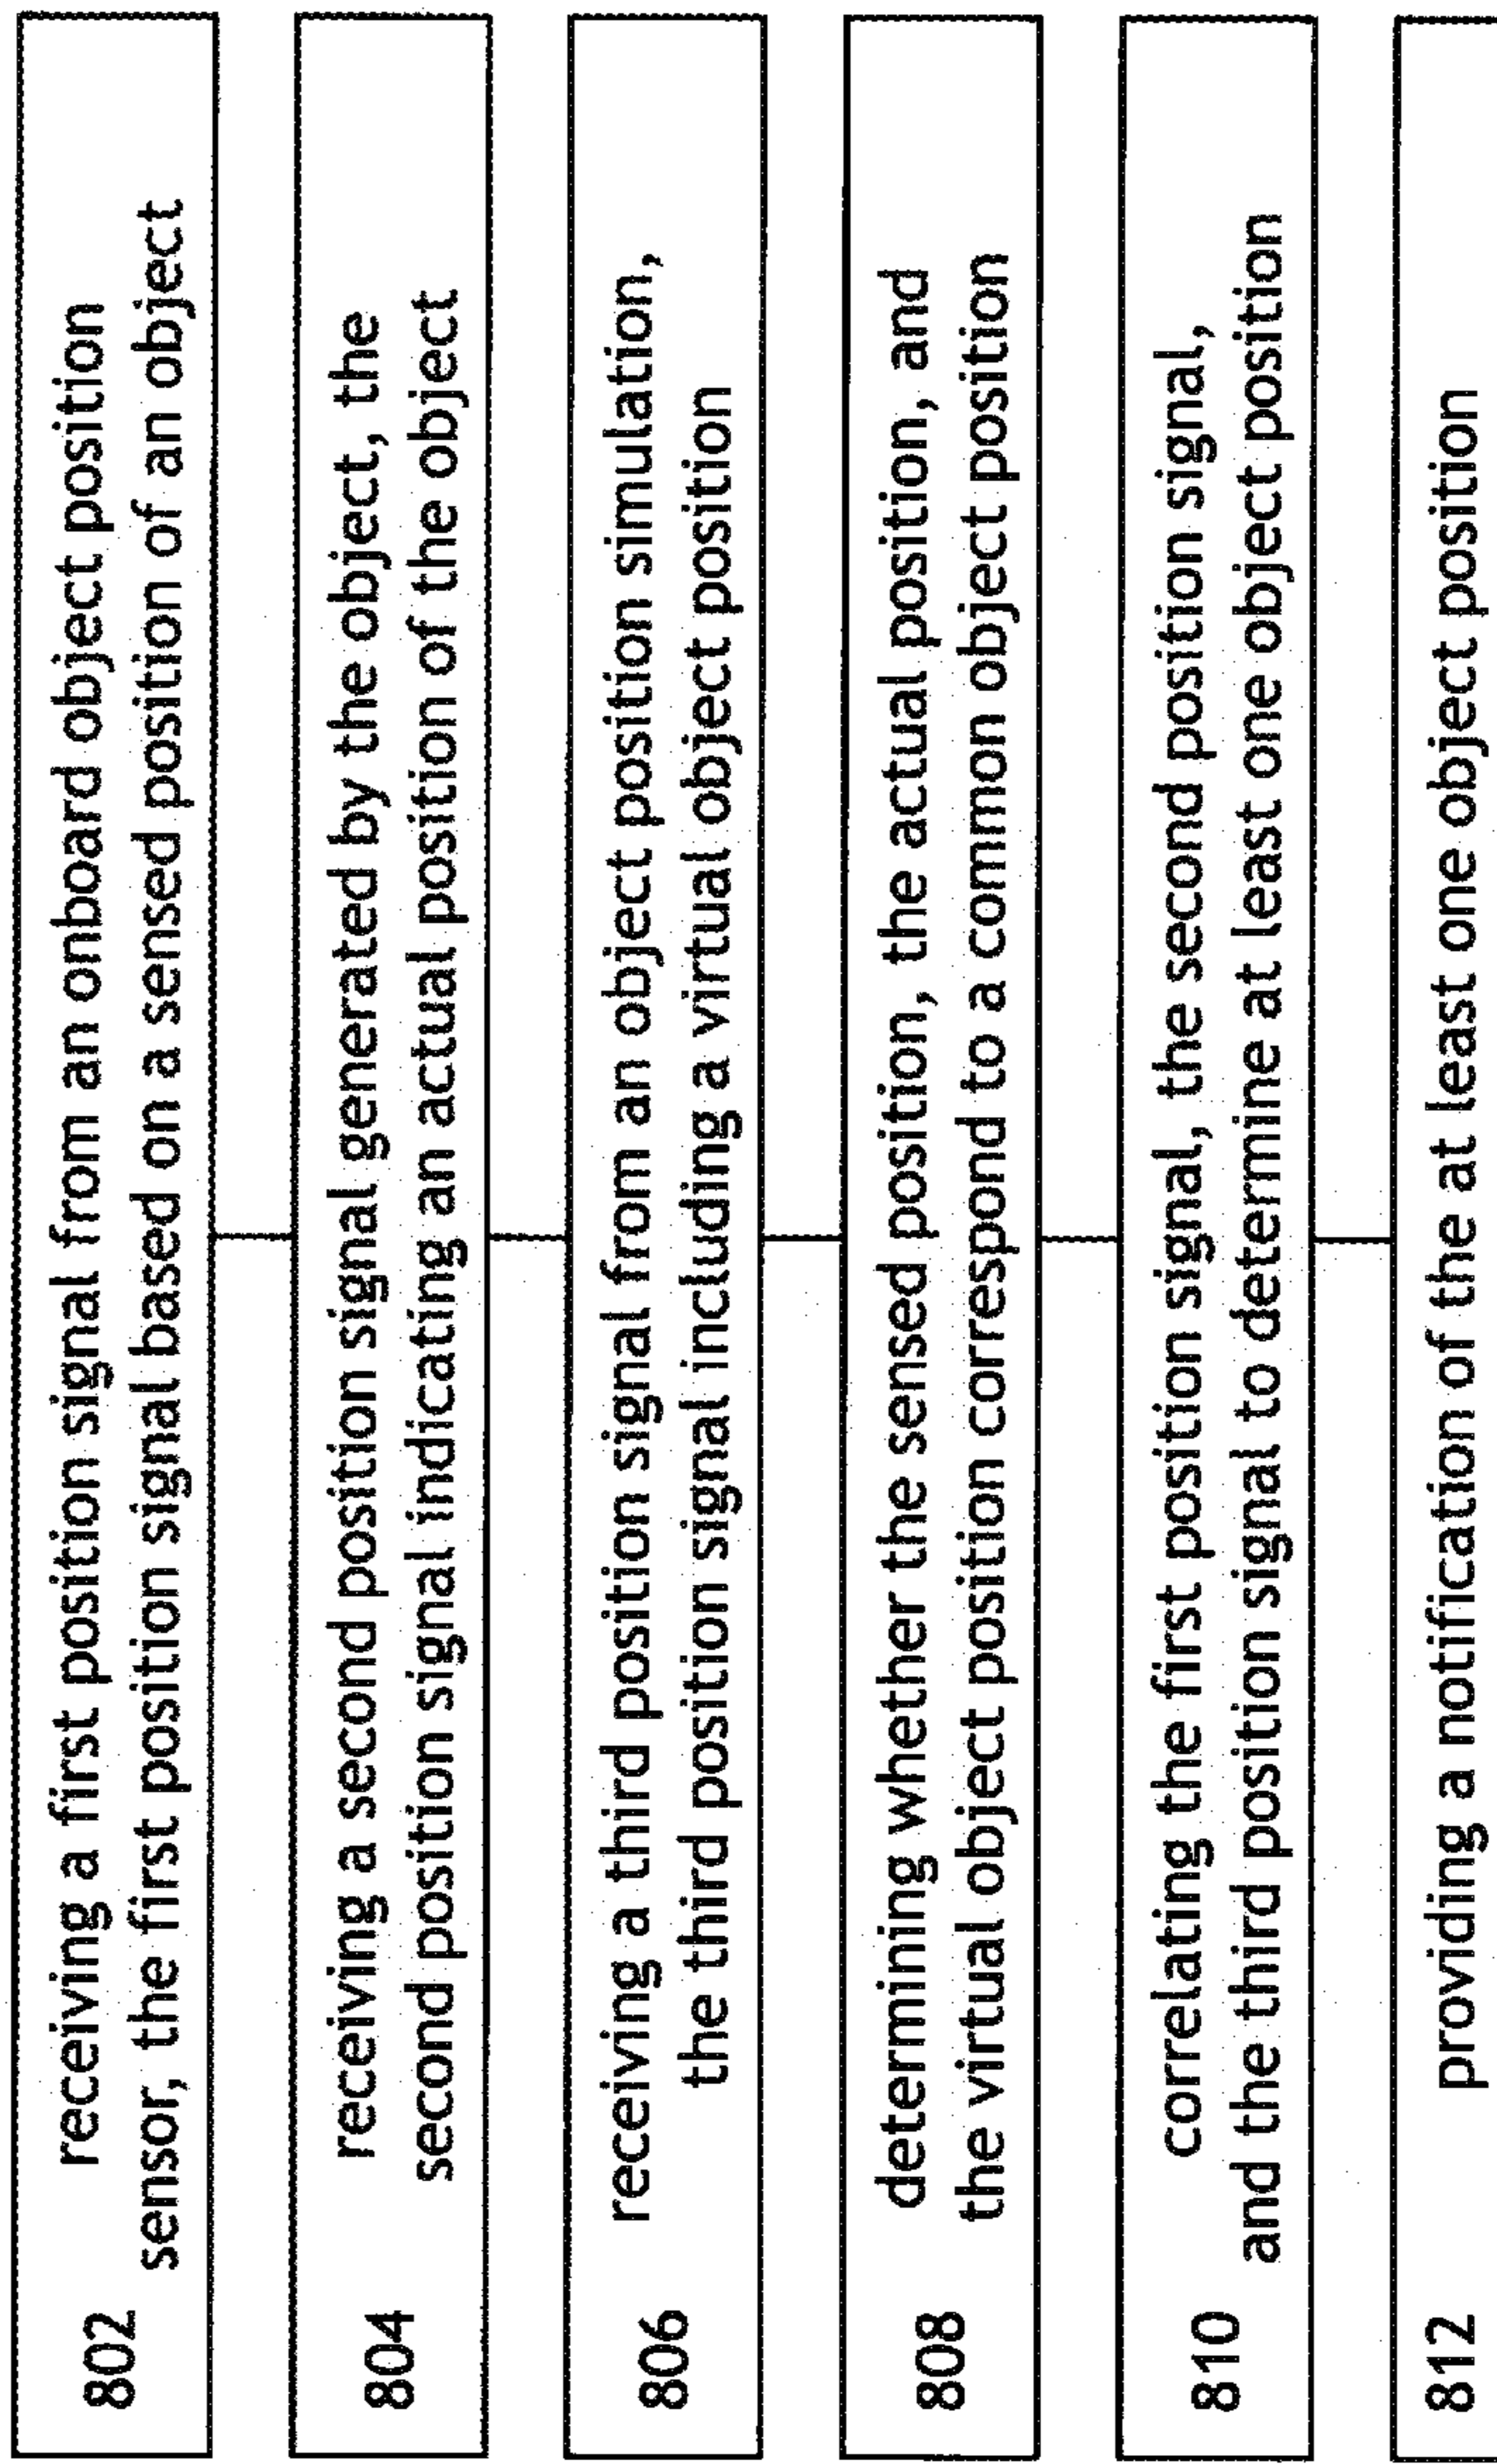 802
receiving a first position signal from an onboard object position
sensor, the first position signal based on a sensed position of an object
804
receiving a second position signal generated by the object, the
second position signal indicating an actual position of the object
806
receiving a third position signal from an object position simulation,
the third position signal including a virtual object position
808
determining whether the sensed position, the actual position, and
the virtual object position correspond to a common object position
810
correlating the first position signal, the second position signal,
and the third position signal to determine at least one object position
812
providing a notification of the at least one object position